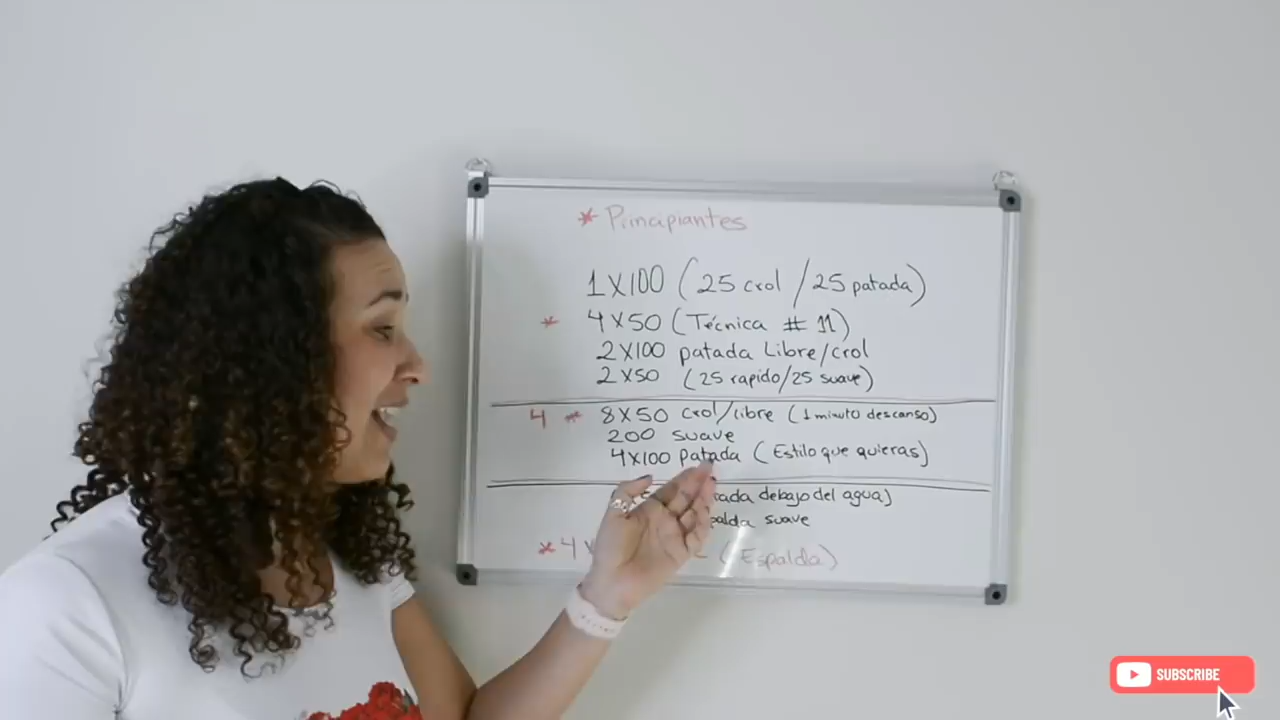 * Principiantes
1X100 (25 crol /25 patada)
* 4X50 (Técnica # 11)
2X100 patada Libre/crol
2X50 (25 rapido/25 suave)
4 * 8X50 crol/libre (1 minuto descanso)
200 suave
4X100 patada (Estilo que quieras)
debajo del agua)
suave
* 4X (Espalda)
SUBSCRIBE